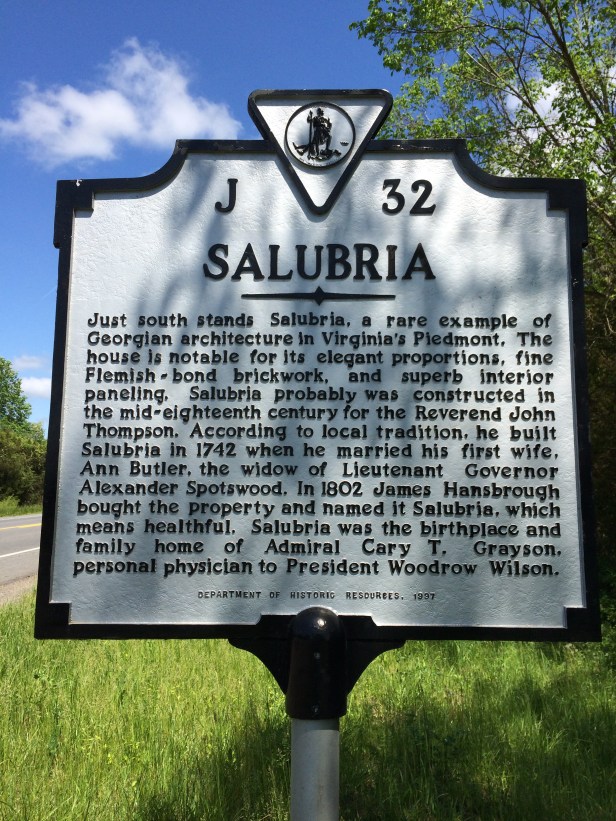 J 32
SALUBRIA
Just south stands Salubria, a rare example of
Georgian architecture in Virginia's Piedmont. The
house is notable for its elegant proportions, fine
Flemish-bond brickwork, and superb interior
paneling. Salubria probably was constructed in
the mid-eighteenth century for the Reverend John
Thompson. According to local tradition, he built
Salubria in 1742 when he married his first wife,
Ann Butler, the widow of Lieutenant Governor
Alexander Spotswood. In 1802 James Hansbrough
bought the property and named it Salubria, which
means healthful. Salubria was the birthplace and
family home of Admiral Cary T. Grayson,
personal physician to President Woodrow Wilson.
DEPARTMENT OF HISTORIC RESOURCES, 1997